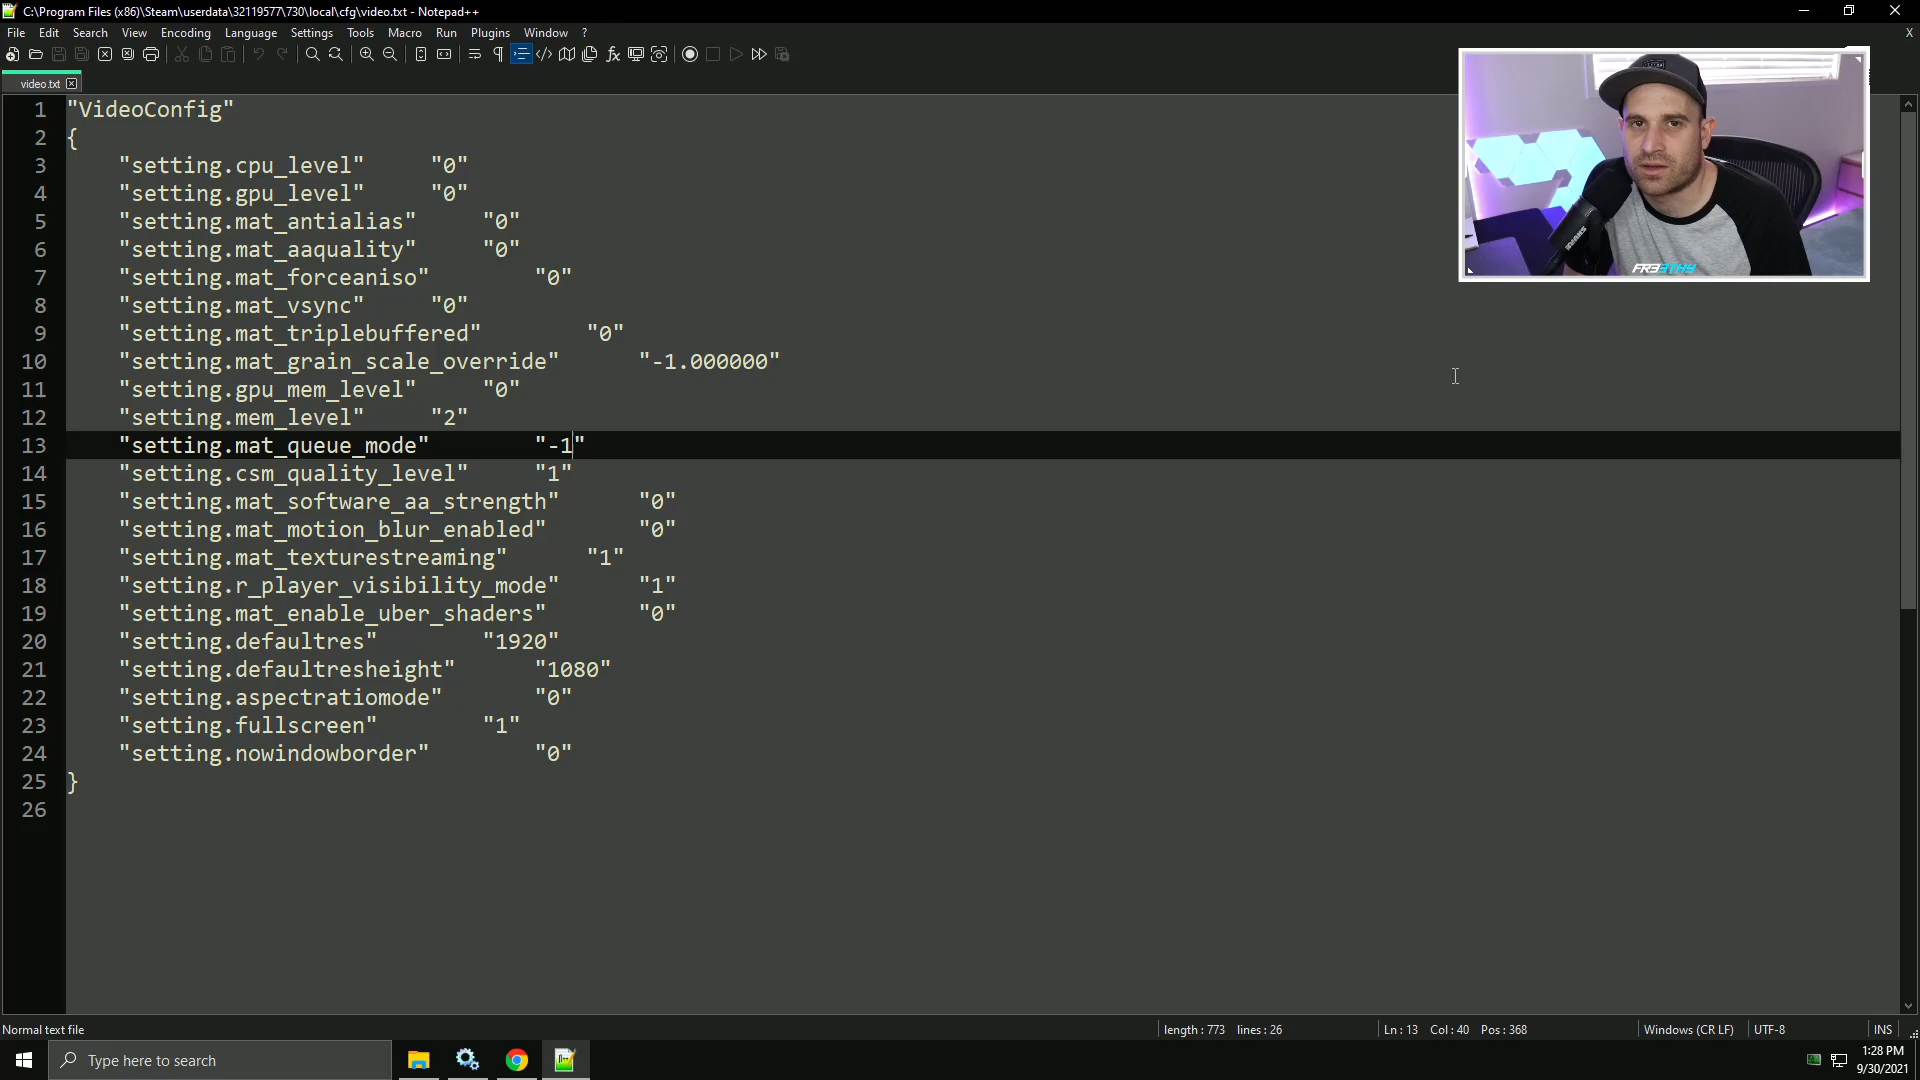 C:\Program Files (x86)\Steam\userdata\32119577\730\local\cfg\video.txt - Notepad++
File Edit Search View Encoding Language Settings Tools Macro Run Plugins Window ? X
video.txt
1 "VideoConfig"
2 {
3 "setting.cpu_level" "0"
4 "setting.gpu_level" "0"
5 "setting.mat_antialias" "0"
6 "setting.mat_aaquality" "0"
7 "setting.mat_forceaniso" "0"
8 "setting.mat_vsync" "0"
9 "setting.mat_triplebuffered" "0"
10 "setting.mat_grain_scale_override" "-1.000000"
11 "setting.gpu_mem_level" "0"
12 "setting.mem_level" "2"
13 "setting.mat_queue_mode" "-1"
14 "setting.csm_quality_level" "1"
15 "setting.mat_software_aa_strength" "0"
16 "setting.mat_motion_blur_enabled" "0"
17 "setting.mat_texturestreaming" "1"
18 "setting.r_player_visibility_mode" "1"
19 "setting.mat_enable_uber_shaders" "0"
20 "setting.defaultres" "1920"
21 "setting.defaultresheight" "1080"
22 "setting.aspectratiomode" "0"
23 "setting.fullscreen" "1"
24 "setting.nowindowborder" "0"
25 }
26
SHURE
FR33THY
Normal text file length : 773 lines : 26 Ln : 13 Col : 40 Pos : 368 Windows (CR LF) UTF-8 INS
Type here to search
1:28 PM
9/30/2021